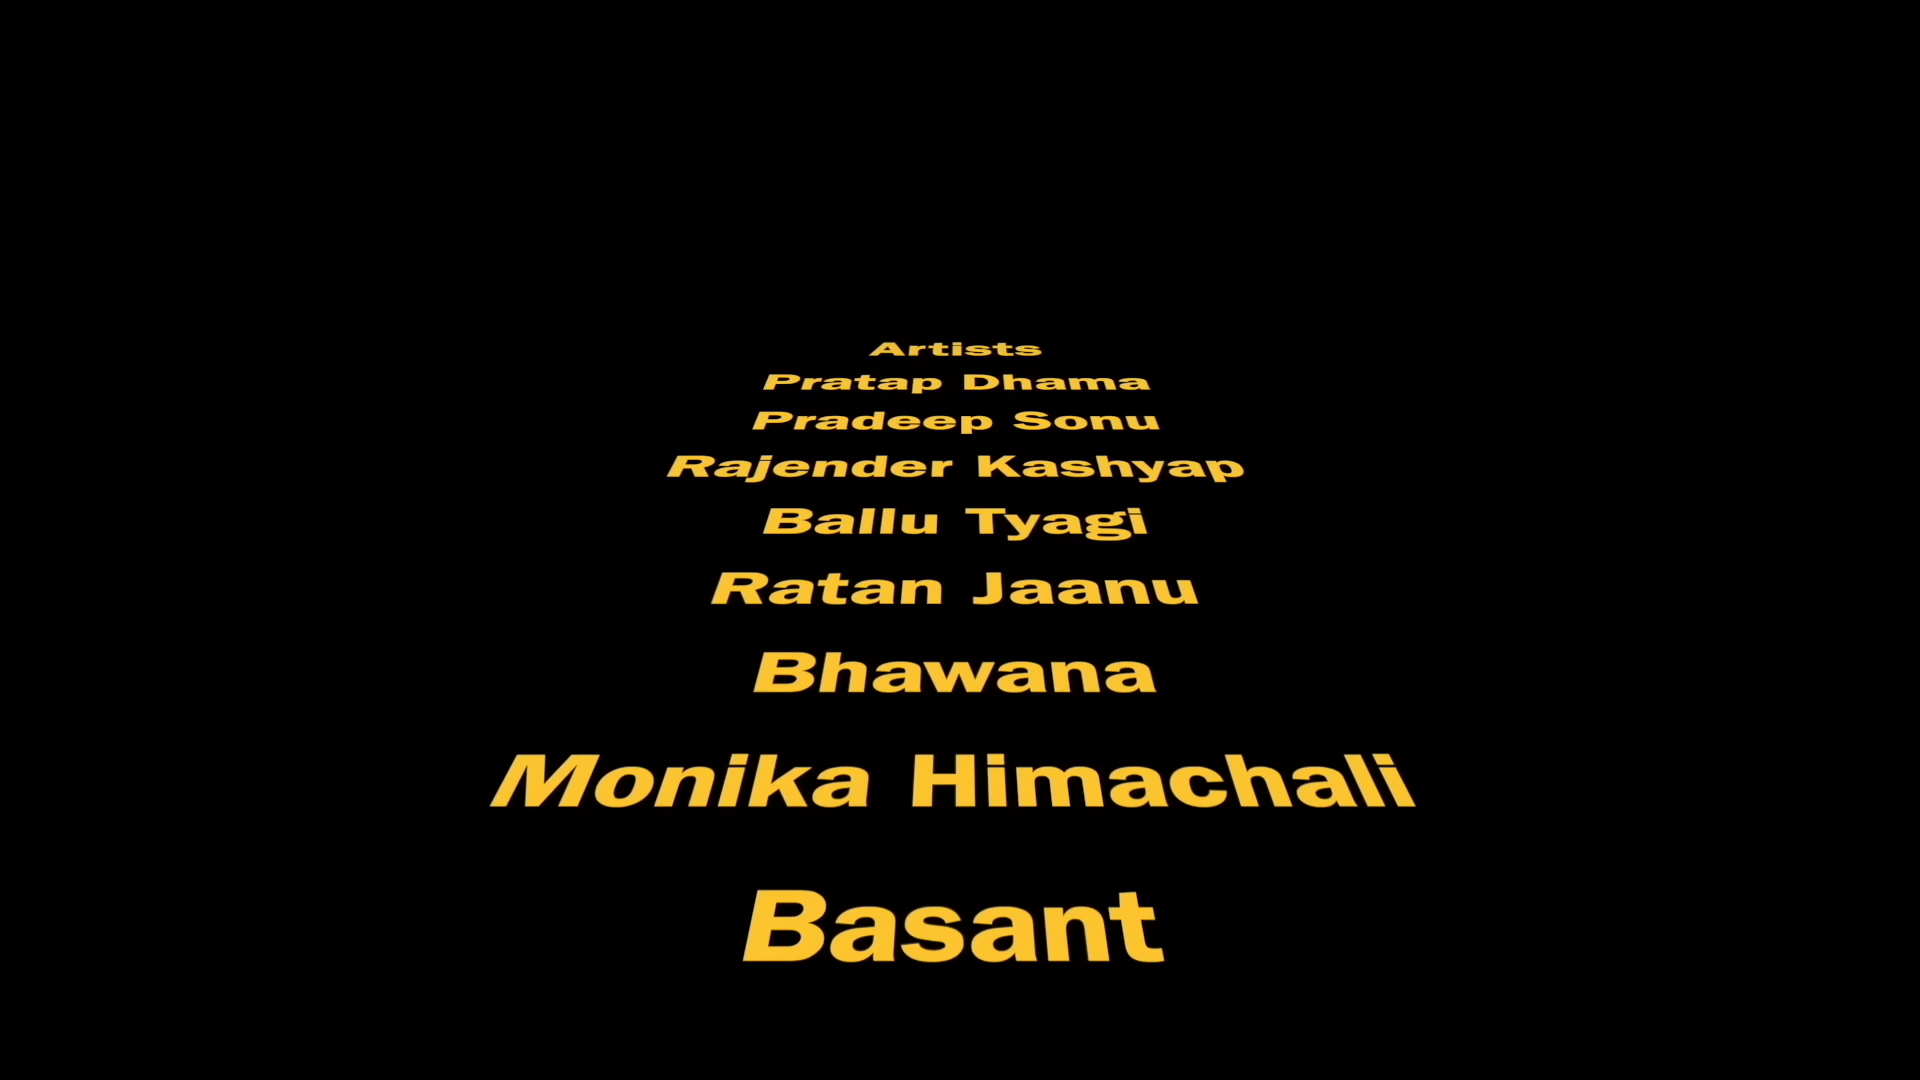 Artists
Pratap Dhama
Pradeep Sonu
Rajender Kashyap
Ballu Tyagi
Ratan Jaanu
Bhawana
Monika Himachali
Basant